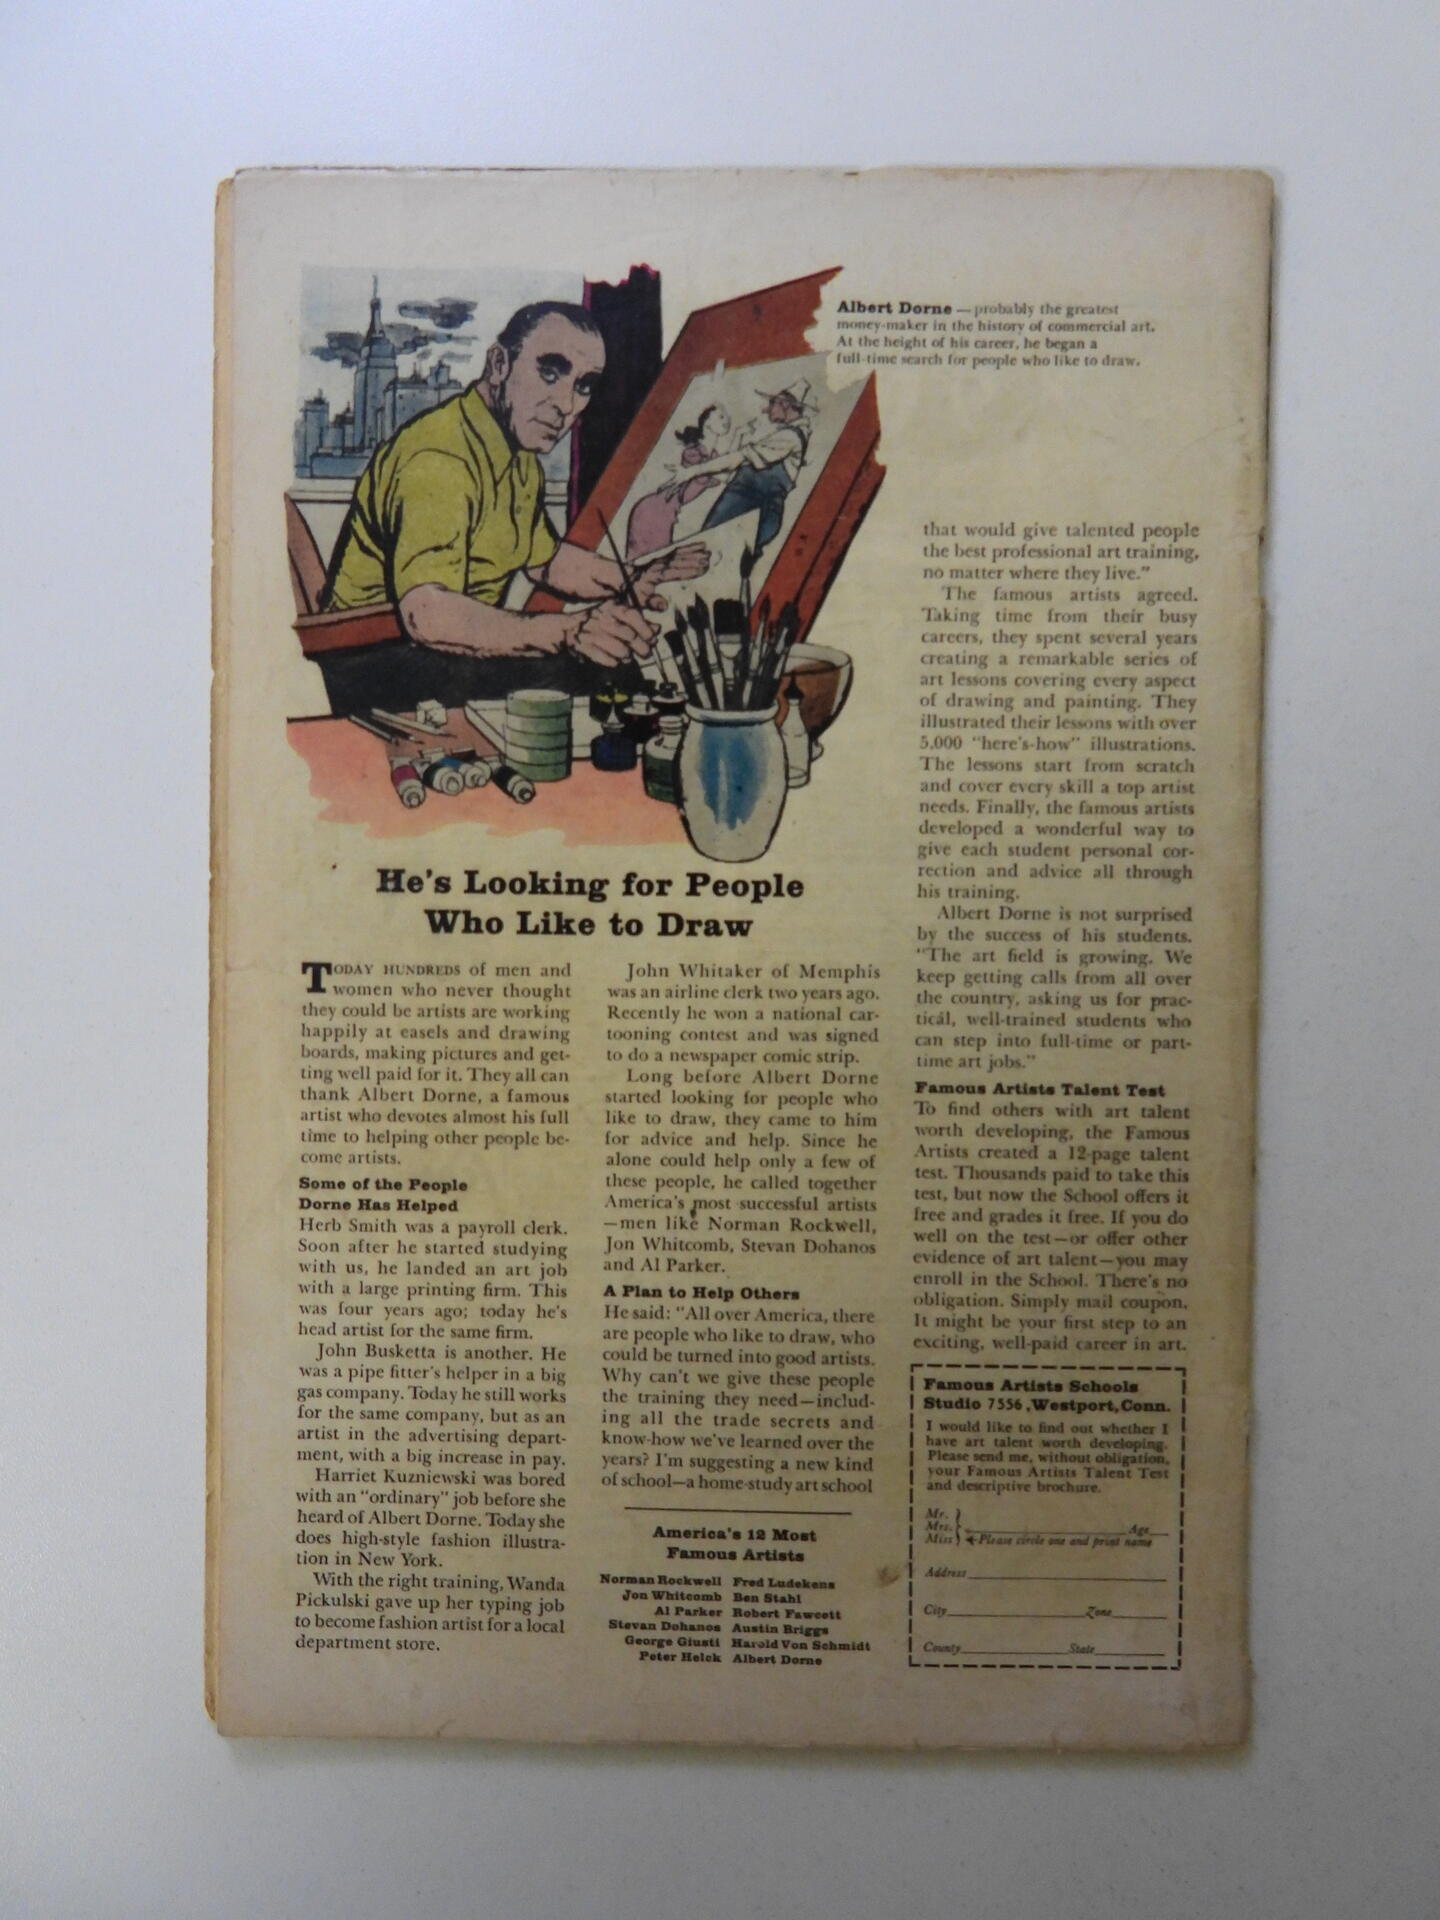 Albert Dorne — probably the greatest
money-maker in the history of commercial art.
At the height of his career, he began a
full-time search for people who like to draw.
He's Looking for People
Who Like to Draw
TODAY HUNDREDS of men and
women who never thought
they could be artists are working
happily at easels and drawing
boards, making pictures and get-
ting well paid for it. They all can
thank Albert Dorne, a famous
artist who devotes almost his full
time to helping other people be-
come artists.
Some of the People
Dorne Has Helped
Herb Smith was a payroll clerk.
Soon after he started studying
with us, he landed an art job
with a large printing firm. This
was four years ago; today he's
head artist for the same firm.
John Busketta is another. He
was a pipe fitter's helper in a big
gas company. Today he still works
for the same company, but as an
artist in the advertising depart-
ment, with a big increase in pay.
Harriet Kuzniewski was bored
with an "ordinary" job before she
heard of Albert Dorne. Today she
does high-style fashion illustra-
tion in New York.
With the right training, Wanda
Pickulski gave up her typing job
to become fashion artist for a local
department store.
John Whitaker of Memphis
was an airline clerk two years ago.
Recently he won a national car-
tooning contest and was signed
to do a newspaper comic strip.
Long before Albert Dorne
started looking for people who
like to draw, they came to him
for advice and help. Since he
alone could help only a few of
these people, he called together
America's most successful artists
—men like Norman Rockwell,
Jon Whitcomb, Stevan Dohanos
and Al Parker.
A Plan to Help Others
He said: "All over America, there
are people who like to draw, who
could be turned into good artists.
Why can't we give these people
the training they need—includ-
ing all the trade secrets and
know-how we've learned over the
years? I'm suggesting a new kind
of school—a home-study art school
America's 12 Most
Famous Artists
Norman Rockwell Fred Ludekens
Jon Whitcomb Ben Stahl
Al Parker Robert Fawcett
Stevan Dohanos Austin Briggs
George Giusti Harold Von Schmidt
Peter Helck Albert Dorne
that would give talented people
the best professional art training,
no matter where they live."
The famous artists agreed.
Taking time from their busy
careers, they spent several years
creating a remarkable series of
art lessons covering every aspect
of drawing and painting. They
illustrated their lessons with over
5,000 "here's-how" illustrations.
The lessons start from scratch
and cover every skill a top artist
needs. Finally, the famous artists
developed a wonderful way to
give each student personal cor-
rection and advice all through
his training.
Albert Dorne is not surprised
by the success of his students.
"The art field is growing. We
keep getting calls from all over
the country, asking us for prac-
tical, well-trained students who
can step into full-time or part-
time art jobs."
Famous Artists Talent Test
To find others with art talent
worth developing, the Famous
Artists created a 12-page talent
test. Thousands paid to take this
test, but now the School offers it
free and grades it free. If you do
well on the test—or offer other
evidence of art talent—you may
enroll in the School. There's no
obligation. Simply mail coupon.
It might be your first step to an
exciting, well-paid career in art.
Famous Artists Schools
Studio 7556, Westport, Conn.
I would like to find out whether I
have art talent worth developing.
Please send me, without obligation,
your Famous Artists Talent Test
and descriptive brochure.
Mr.
Mrs. Age
Miss Please circle one and print name
Address
City Zone
County State